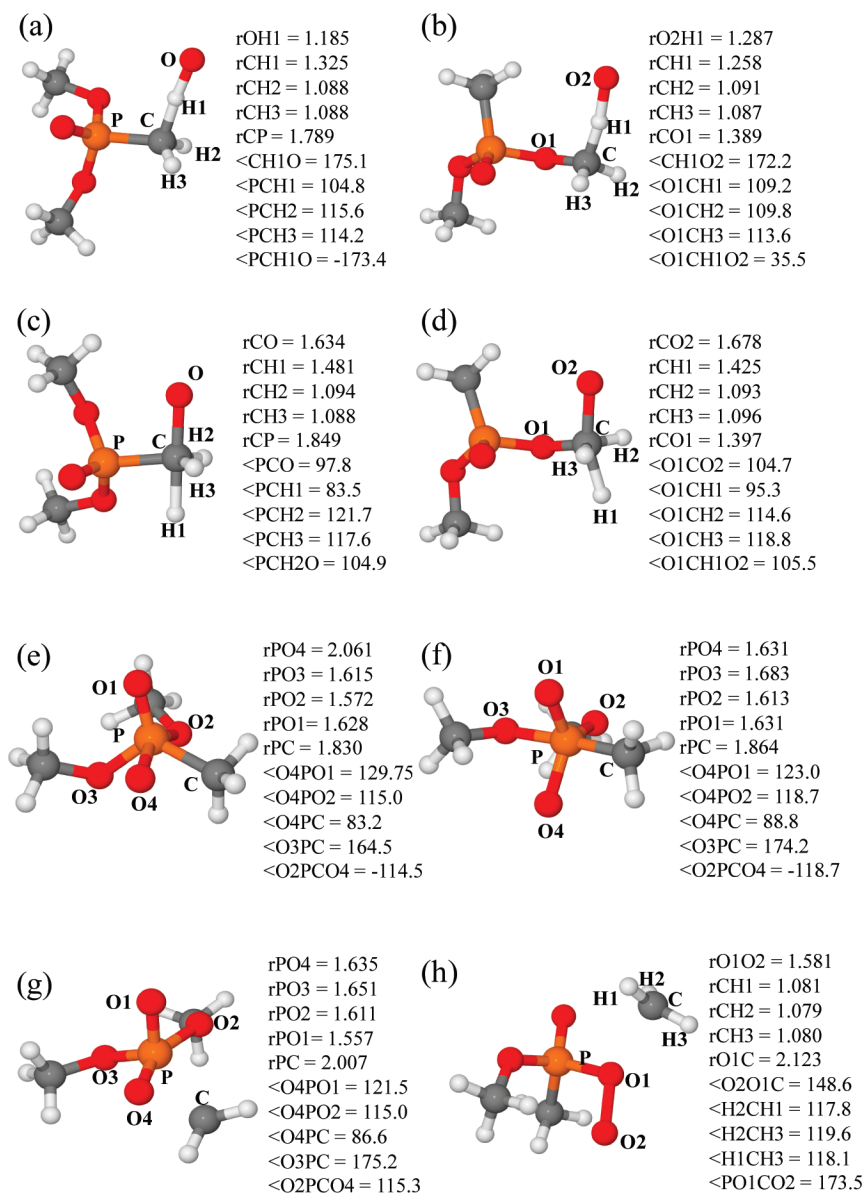 (a)
O
H1
P
C
H2
H3
rOH1 = 1.185
rCH1 = 1.325
rCH2 = 1.088
rCH3 = 1.088
rCP = 1.789
<CH1O = 175.1
<PCH1 = 104.8
<PCH2 = 115.6
<PCH3 = 114.2
<PCH1O = -173.4
(b)
O2
H1
O1
C
H2
H3
rO2H1 = 1.287
rCH1 = 1.258
rCH2 = 1.091
rCH3 = 1.087
rCO1 = 1.389
<CH1O2 = 172.2
<O1CH1 = 109.2
<O1CH2 = 109.8
<O1CH3 = 113.6
<O1CH1O2 = 35.5
(c)
O
P
C
H2
H3
H1
rCO = 1.634
rCH1 = 1.481
rCH2 = 1.094
rCH3 = 1.088
rCP = 1.849
<PCO = 97.8
<PCH1 = 83.5
<PCH2 = 121.7
<PCH3 = 117.6
<PCH2O = 104.9
(d)
O2
O1
C
H2
H3
H1
rCO2 = 1.678
rCH1 = 1.425
rCH2 = 1.093
rCH3 = 1.096
rCO1 = 1.397
<O1CO2 = 104.7
<O1CH1 = 95.3
<O1CH2 = 114.6
<O1CH3 = 118.8
<O1CH1O2 = 105.5
(e)
O1
P
O2
O3
O4
C
rPO4 = 2.061
rPO3 = 1.615
rPO2 = 1.572
rPO1= 1.628
rPC = 1.830
<O4PO1 = 129.75
<O4PO2 = 115.0
<O4PC = 83.2
<O3PC = 164.5
<O2PCO4 = -114.5
(f)
O1
O2
O3
P
C
O4
rPO4 = 1.631
rPO3 = 1.683
rPO2 = 1.613
rPO1= 1.631
rPC = 1.864
<O4PO1 = 123.0
<O4PO2 = 118.7
<O4PC = 88.8
<O3PC = 174.2
<O2PCO4 = -118.7
(g)
O1
O2
O3
P
O4
C
rPO4 = 1.635
rPO3 = 1.651
rPO2 = 1.611
rPO1= 1.557
rPC = 2.007
<O4PO1 = 121.5
<O4PO2 = 115.0
<O4PC = 86.6
<O3PC = 175.2
<O2PCO4 = 115.3
(h)
H2
H1
C
H3
P
O1
O2
rO1O2 = 1.581
rCH1 = 1.081
rCH2 = 1.079
rCH3 = 1.080
rO1C = 2.123
<O2O1C = 148.6
<H2CH1 = 117.8
<H2CH3 = 119.6
<H1CH3 = 118.1
<PO1CO2 = 173.5